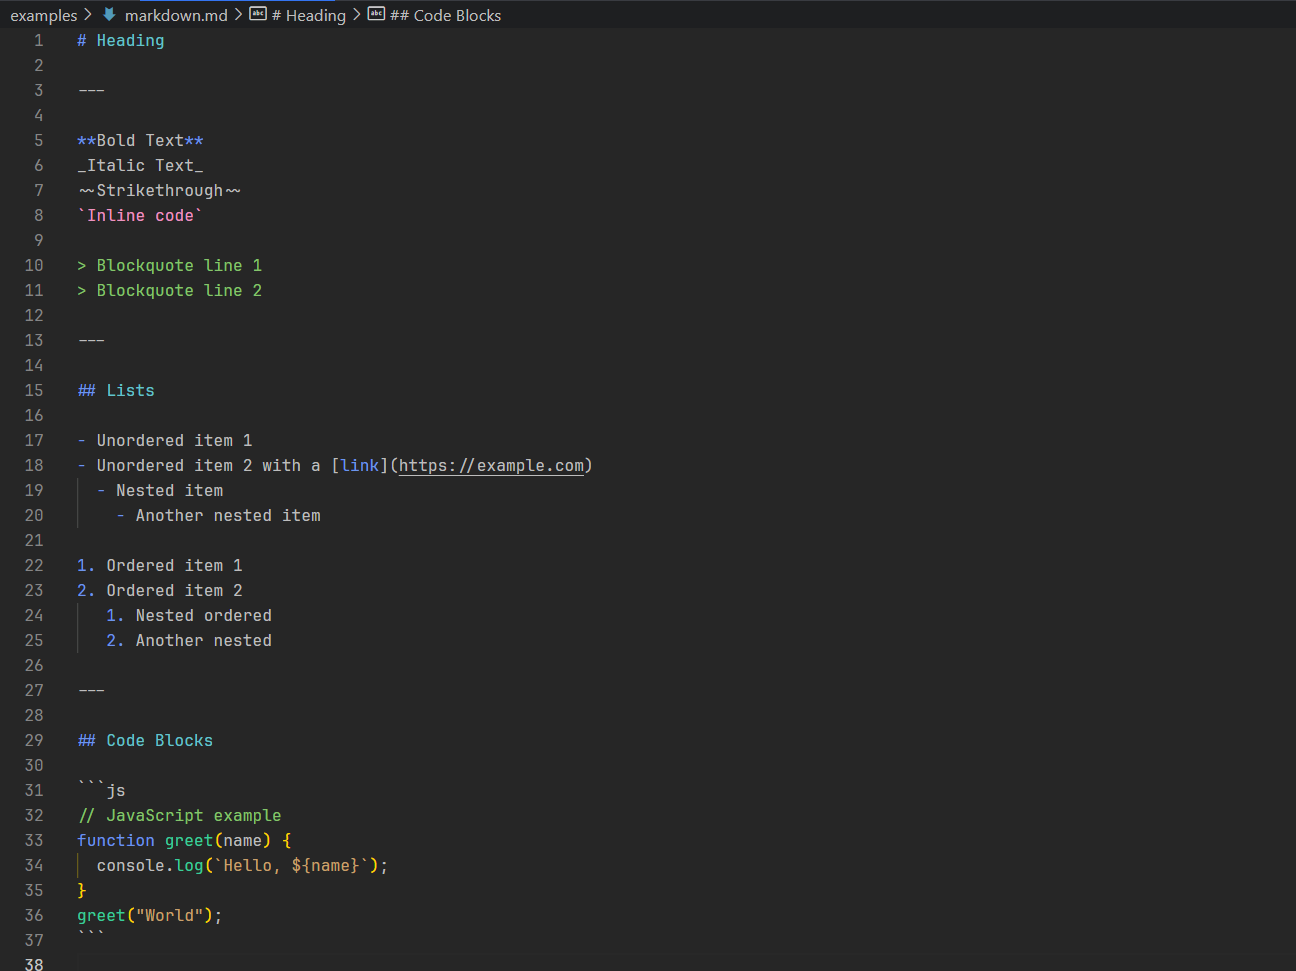 examples > markdown.md > # Heading > ## Code Blocks
1 # Heading
2
3 ---
4
5 **Bold Text**
6 _Italic Text_
7 ~~Strikethrough~~
8 `Inline code`
9
10 > Blockquote line 1
11 > Blockquote line 2
12
13 ---
14
15 ## Lists
16
17 - Unordered item 1
18 - Unordered item 2 with a [link](https://example.com)
19   - Nested item
20     - Another nested item
21
22 1. Ordered item 1
23 2. Ordered item 2
24    1. Nested ordered
25    2. Another nested
26
27 ---
28
29 ## Code Blocks
30
31 ```js
32 // JavaScript example
33 function greet(name) {
34   console.log(`Hello, ${name}`);
35 }
36 greet("World");
37 ```
38